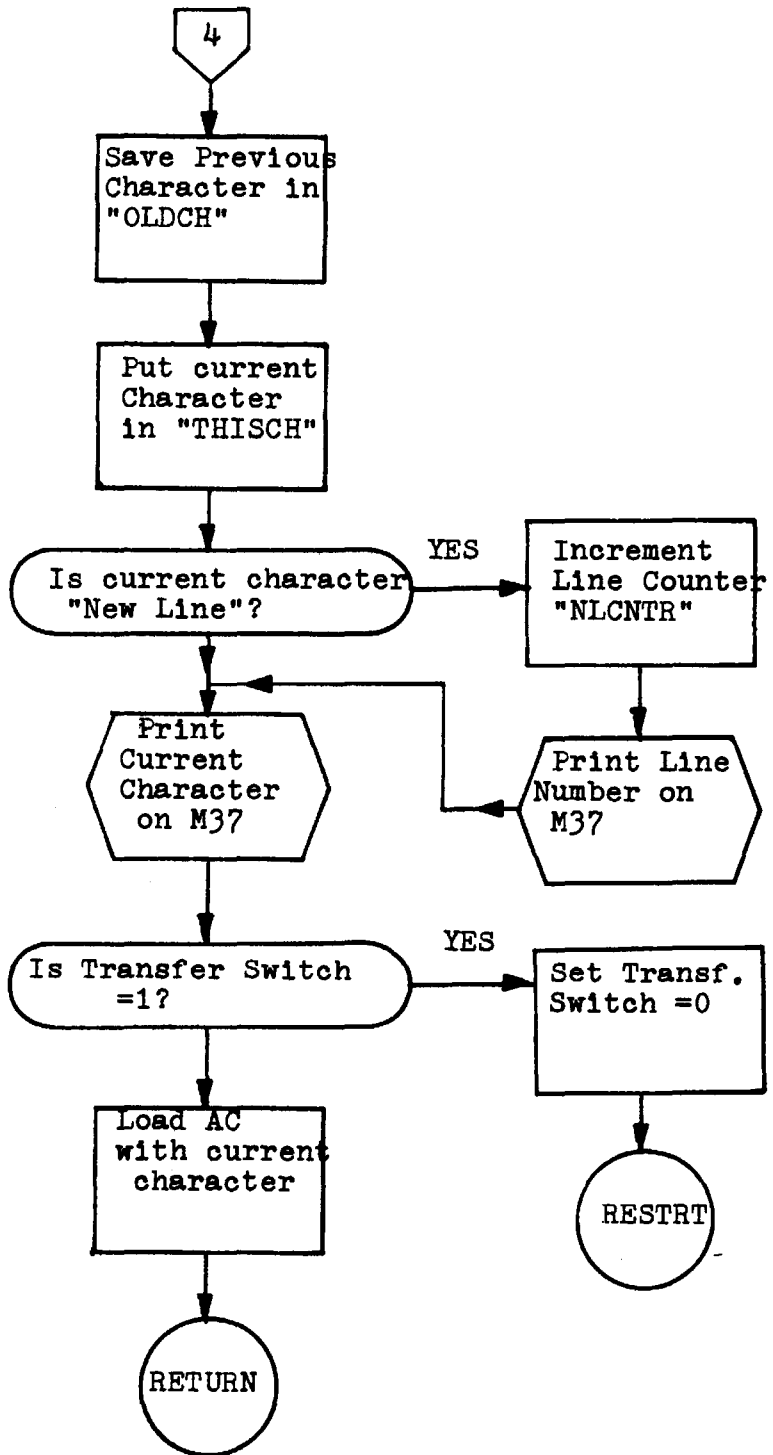 4
Save Previous
Character in
"OLDCH"
Put current
Character
in "THISCH"
Is current character
"New Line"?
YES
Increment
Line Counter
"NLCNTR"
Print Line
Number on
M37
Print
Current
Character
on M37
Is Transfer Switch
=1?
YES
Set Transf.
Switch =0
RESTRT
Load AC
with current
character
RETURN